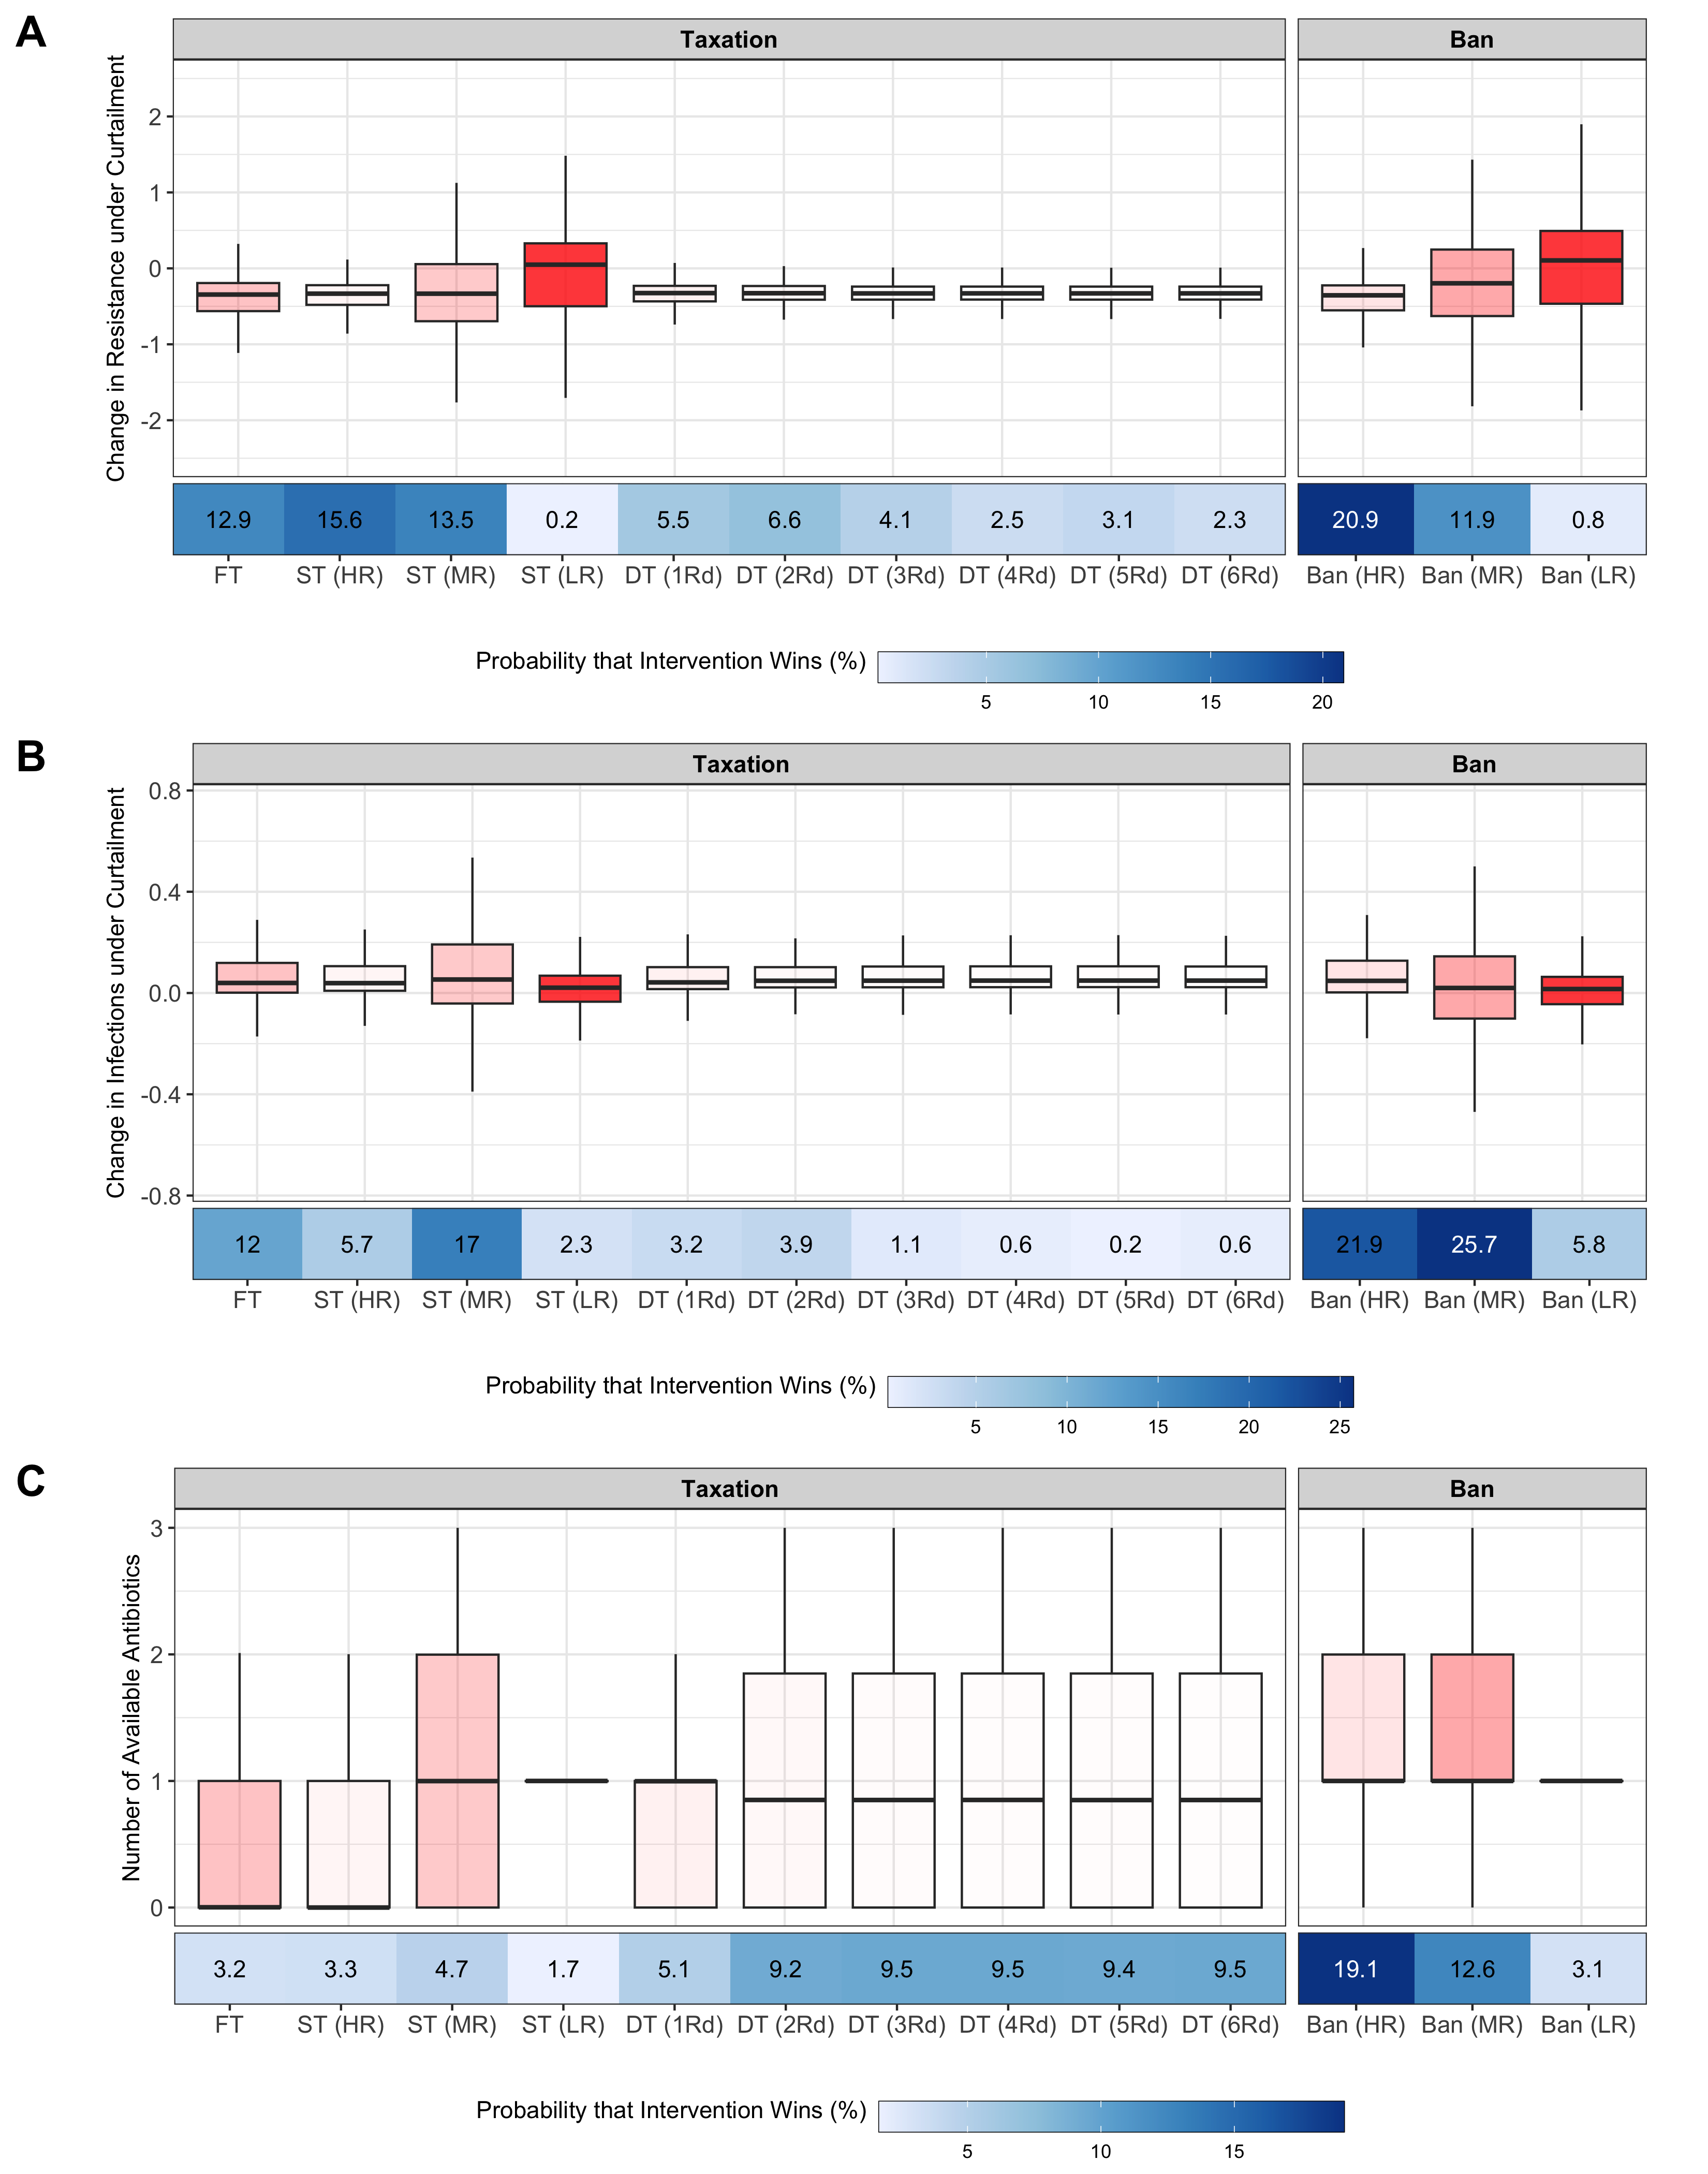 A
Taxation
Ban
Change in Resistance under Curtailment
2
1
0
-1
-2
12.9 15.6 13.5 0.2 5.5 6.6 4.1 2.5 3.1 2.3 20.9 11.9 0.8
FT ST (HR) ST (MR) ST (LR) DT (1Rd) DT (2Rd) DT (3Rd) DT (4Rd) DT (5Rd) DT (6Rd) Ban (HR) Ban (MR) Ban (LR)
Probability that Intervention Wins (%)
5 10 15 20
B
Taxation
Ban
Change in Infections under Curtailment
0.8
0.4
0.0
-0.4
-0.8
12 5.7 17 2.3 3.2 3.9 1.1 0.6 0.2 0.6 21.9 25.7 5.8
FT ST (HR) ST (MR) ST (LR) DT (1Rd) DT (2Rd) DT (3Rd) DT (4Rd) DT (5Rd) DT (6Rd) Ban (HR) Ban (MR) Ban (LR)
Probability that Intervention Wins (%)
5 10 15 20 25
C
Taxation
Ban
Number of Available Antibiotics
3
2
1
0
3.2 3.3 4.7 1.7 5.1 9.2 9.5 9.5 9.4 9.5 19.1 12.6 3.1
FT ST (HR) ST (MR) ST (LR) DT (1Rd) DT (2Rd) DT (3Rd) DT (4Rd) DT (5Rd) DT (6Rd) Ban (HR) Ban (MR) Ban (LR)
Probability that Intervention Wins (%)
5 10 15